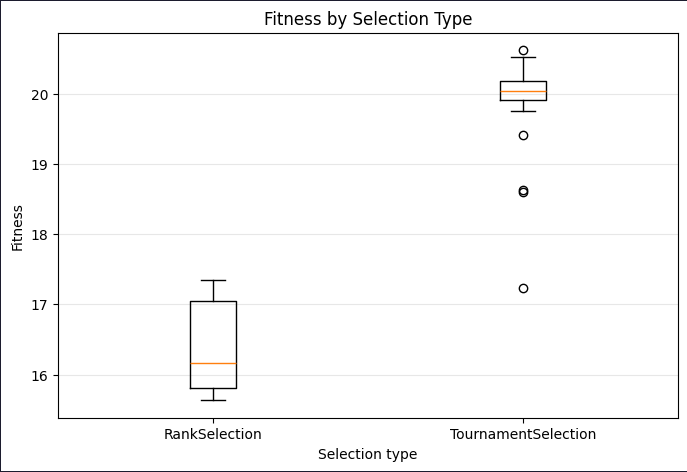 Fitness by Selection Type
Fitness
20
19
18
17
16
RankSelection
TournamentSelection
Selection type